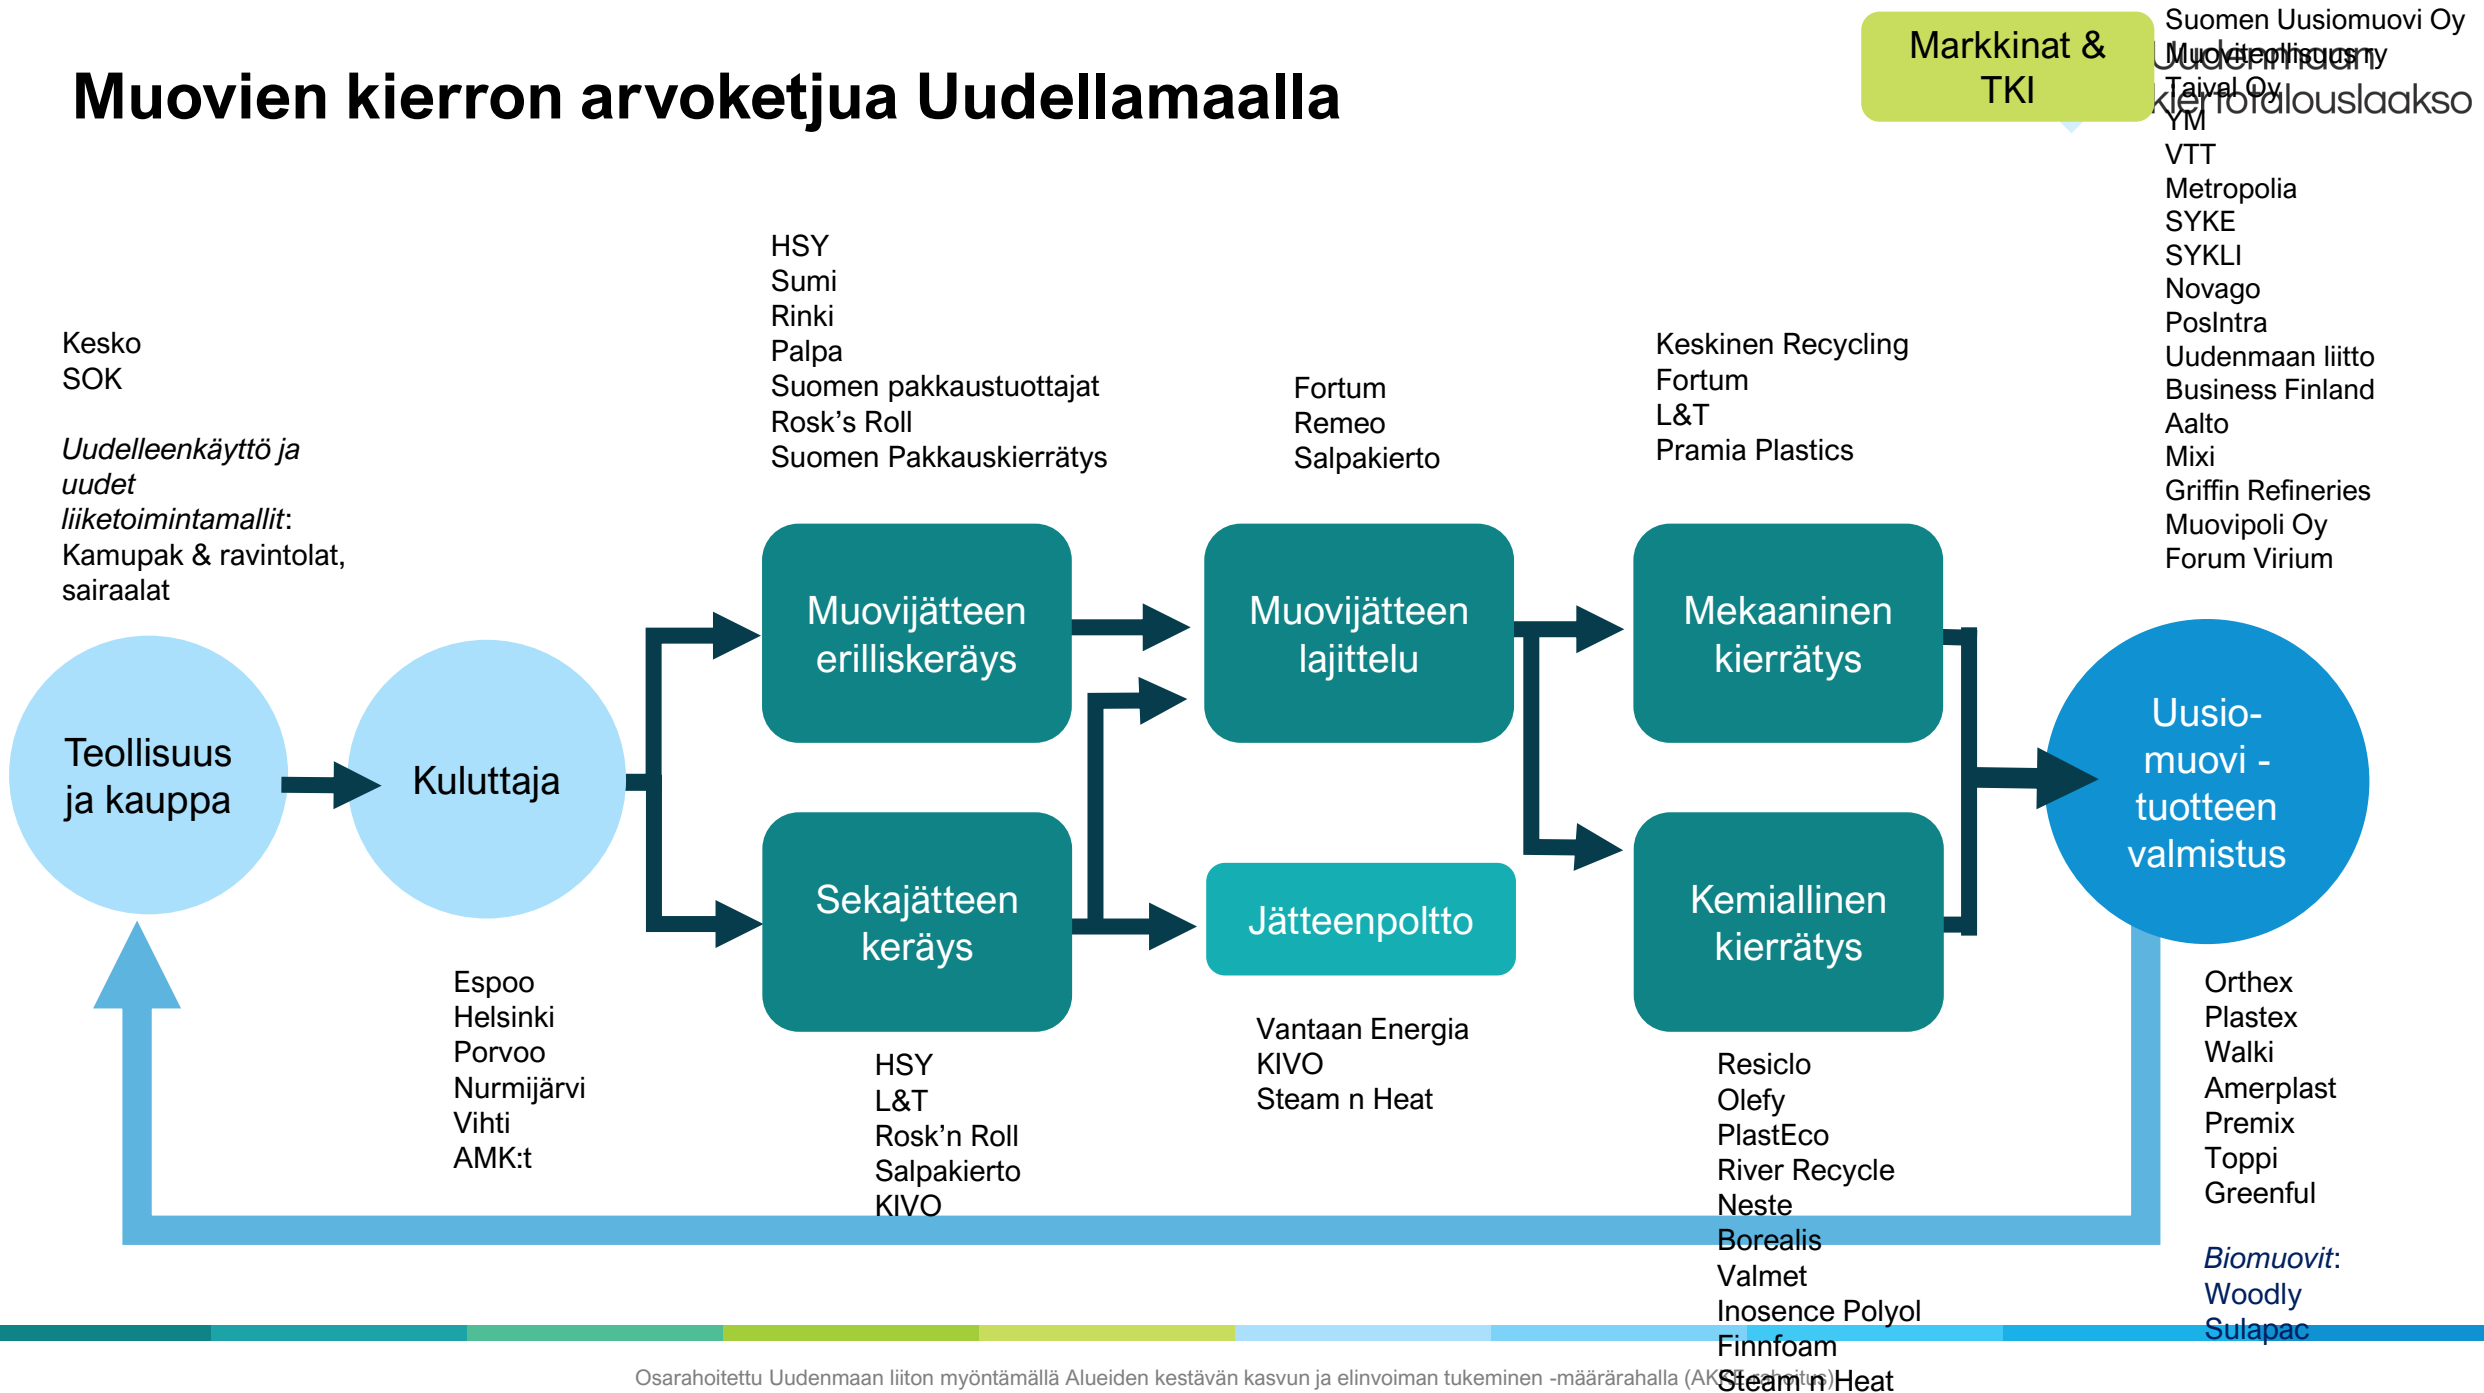 Muovien kierron arvoketjua Uudellamaalla
Markkinat &
TKI
Uudenmaan
kiertotalouslaakso
Suomen Uusiomuovi Oy
Muoviteollisuus ry
Taival Oy
YM
VTT
Metropolia
SYKE
SYKLI
Novago
PosIntra
Uudenmaan liitto
Business Finland
Aalto
Mixi
Griffin Refineries
Muovipoli Oy
Forum Virium
Kesko
SOK
Uudelleenkäyttö ja
uudet
liiketoimintamallit:
Kamupak & ravintolat,
sairaalat
HSY
Sumi
Rinki
Palpa
Suomen pakkaustuottajat
Rosk’s Roll
Suomen Pakkauskierrätys
Fortum
Remeo
Salpakierto
Keskinen Recycling
Fortum
L&T
Pramia Plastics
Teollisuus
ja kauppa
Kuluttaja
Muovijätteen
erilliskeräys
Muovijätteen
lajittelu
Mekaaninen
kierrätys
Sekajätteen
keräys
Jätteenpoltto
Kemiallinen
kierrätys
Uusio-
muovi -
tuotteen
valmistus
Espoo
Helsinki
Porvoo
Nurmijärvi
Vihti
AMK:t
HSY
L&T
Rosk’n Roll
Salpakierto
KIVO
Vantaan Energia
KIVO
Steam n Heat
Resiclo
Olefy
PlastEco
River Recycle
Neste
Borealis
Valmet
Inosence Polyol
Finnfoam
Steam n Heat
Orthex
Plastex
Walki
Amerplast
Premix
Toppi
Greenful
Biomuovit:
Woodly
Sulapac
Osarahoitettu Uudenmaan liiton myöntämällä Alueiden kestävän kasvun ja elinvoiman tukeminen -määrärahalla (AKKE-rahoitus)